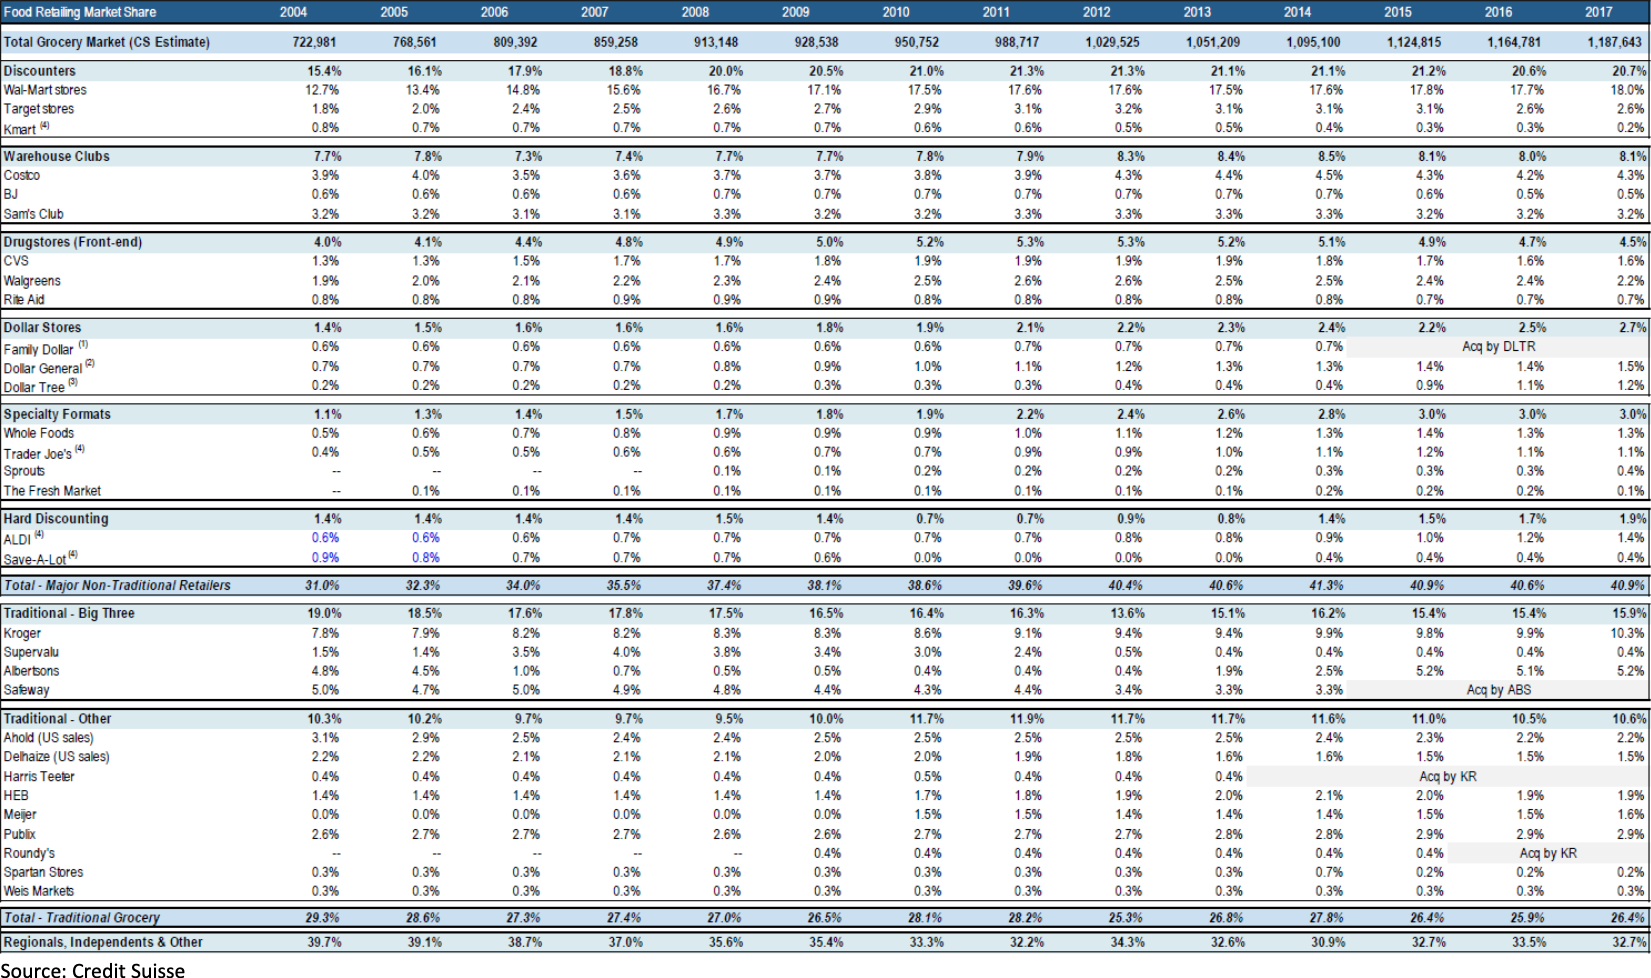 Food Retailing Market Share 2004 2005 2006 2007 2008 2009 2010 2011 2012 2013 2014 2015 2016 2017
Total Grocery Market (CS Estimate) 722,981 768,561 809,392 859,258 913,148 928,538 950,752 988,717 1,029,525 1,051,209 1,095,100 1,124,815 1,164,781 1,187,643
Discounters 15.4% 16.1% 17.9% 18.8% 20.0% 20.5% 21.0% 21.3% 21.3% 21.1% 21.1% 21.2% 20.6% 20.7%
Wal-Mart stores 12.7% 13.4% 14.8% 15.6% 16.7% 17.1% 17.5% 17.6% 17.6% 17.5% 17.6% 17.8% 17.7% 18.0%
Target stores 1.8% 2.0% 2.4% 2.5% 2.6% 2.7% 2.9% 3.1% 3.2% 3.1% 3.1% 3.1% 2.6% 2.6%
Kmart (4) 0.8% 0.7% 0.7% 0.7% 0.7% 0.7% 0.6% 0.6% 0.5% 0.5% 0.4% 0.3% 0.3% 0.2%
Warehouse Clubs 7.7% 7.8% 7.3% 7.4% 7.7% 7.7% 7.8% 7.9% 8.3% 8.4% 8.5% 8.1% 8.0% 8.1%
Costco 3.9% 4.0% 3.5% 3.6% 3.7% 3.7% 3.8% 3.9% 4.3% 4.4% 4.5% 4.3% 4.2% 4.3%
BJ 0.6% 0.6% 0.6% 0.6% 0.7% 0.7% 0.7% 0.7% 0.7% 0.7% 0.7% 0.6% 0.5% 0.5%
Sam's Club 3.2% 3.2% 3.1% 3.1% 3.3% 3.2% 3.2% 3.3% 3.3% 3.3% 3.3% 3.2% 3.2% 3.2%
Drugstores (Front-end) 4.0% 4.1% 4.4% 4.8% 4.9% 5.0% 5.2% 5.3% 5.3% 5.2% 5.1% 4.9% 4.7% 4.5%
CVS 1.3% 1.3% 1.5% 1.7% 1.7% 1.8% 1.9% 1.9% 1.9% 1.9% 1.8% 1.7% 1.6% 1.6%
Walgreens 1.9% 2.0% 2.1% 2.2% 2.3% 2.4% 2.5% 2.6% 2.6% 2.5% 2.5% 2.4% 2.4% 2.2%
Rite Aid 0.8% 0.8% 0.8% 0.9% 0.9% 0.9% 0.8% 0.8% 0.8% 0.8% 0.8% 0.7% 0.7% 0.7%
Dollar Stores 1.4% 1.5% 1.6% 1.6% 1.6% 1.8% 1.9% 2.1% 2.2% 2.3% 2.4% 2.2% 2.5% 2.7%
Family Dollar (1) 0.6% 0.6% 0.6% 0.6% 0.6% 0.6% 0.6% 0.7% 0.7% 0.7% 0.7% Acq by DLTR
Dollar General (2) 0.7% 0.7% 0.7% 0.7% 0.8% 0.9% 1.0% 1.1% 1.2% 1.3% 1.3% 1.4% 1.4% 1.5%
Dollar Tree (3) 0.2% 0.2% 0.2% 0.2% 0.2% 0.3% 0.3% 0.3% 0.4% 0.4% 0.4% 0.9% 1.1% 1.2%
Specialty Formats 1.1% 1.3% 1.4% 1.5% 1.7% 1.8% 1.9% 2.2% 2.4% 2.6% 2.8% 3.0% 3.0% 3.0%
Whole Foods 0.5% 0.6% 0.7% 0.8% 0.9% 0.9% 0.9% 1.0% 1.1% 1.2% 1.3% 1.4% 1.3% 1.3%
Trader Joe's (4) 0.4% 0.5% 0.5% 0.6% 0.6% 0.7% 0.7% 0.9% 0.9% 1.0% 1.1% 1.2% 1.1% 1.1%
Sprouts -- -- -- -- 0.1% 0.1% 0.2% 0.2% 0.2% 0.2% 0.3% 0.3% 0.3% 0.4%
The Fresh Market -- 0.1% 0.1% 0.1% 0.1% 0.1% 0.1% 0.1% 0.1% 0.1% 0.2% 0.2% 0.2% 0.1%
Hard Discounting 1.4% 1.4% 1.4% 1.4% 1.5% 1.4% 0.7% 0.7% 0.9% 0.8% 1.4% 1.5% 1.7% 1.9%
ALDI (4) 0.6% 0.6% 0.6% 0.7% 0.7% 0.7% 0.7% 0.7% 0.8% 0.8% 0.9% 1.0% 1.2% 1.4%
Save-A-Lot (4) 0.9% 0.8% 0.7% 0.7% 0.7% 0.6% 0.0% 0.0% 0.0% 0.0% 0.4% 0.4% 0.4% 0.4%
Total - Major Non-Traditional Retailers 31.0% 32.3% 34.0% 35.5% 37.4% 38.1% 38.6% 39.6% 40.4% 40.6% 41.3% 40.9% 40.6% 40.9%
Traditional - Big Three 19.0% 18.5% 17.6% 17.8% 17.5% 16.5% 16.4% 16.3% 13.6% 15.1% 16.2% 15.4% 15.4% 15.9%
Kroger 7.8% 7.9% 8.2% 8.2% 8.3% 8.3% 8.6% 9.1% 9.4% 9.4% 9.9% 9.8% 9.9% 10.3%
Supervalu 1.5% 1.4% 3.5% 4.0% 3.8% 3.4% 3.0% 2.4% 0.5% 0.4% 0.4% 0.4% 0.4% 0.4%
Albertsons 4.8% 4.5% 1.0% 0.7% 0.5% 0.5% 0.4% 0.4% 0.4% 1.9% 2.5% 5.2% 5.1% 5.2%
Safeway 5.0% 4.7% 5.0% 4.9% 4.8% 4.4% 4.3% 4.4% 3.4% 3.3% 3.3% Acq by ABS
Traditional - Other 10.3% 10.2% 9.7% 9.7% 9.5% 10.0% 11.7% 11.9% 11.7% 11.7% 11.6% 11.0% 10.5% 10.6%
Ahold (US sales) 3.1% 2.9% 2.5% 2.4% 2.4% 2.5% 2.5% 2.5% 2.5% 2.5% 2.4% 2.3% 2.2% 2.2%
Delhaize (US sales) 2.2% 2.2% 2.1% 2.1% 2.1% 2.0% 2.0% 1.9% 1.8% 1.6% 1.6% 1.5% 1.5% 1.5%
Harris Teeter 0.4% 0.4% 0.4% 0.4% 0.4% 0.4% 0.5% 0.4% 0.4% 0.4% Acq by KR
HEB 1.4% 1.4% 1.4% 1.4% 1.4% 1.4% 1.7% 1.8% 1.9% 2.0% 2.1% 2.0% 1.9% 1.9%
Meijer 0.0% 0.0% 0.0% 0.0% 0.0% 0.0% 1.5% 1.5% 1.4% 1.4% 1.4% 1.5% 1.5% 1.6%
Publix 2.6% 2.7% 2.7% 2.7% 2.6% 2.6% 2.7% 2.7% 2.7% 2.8% 2.8% 2.9% 2.9% 2.9%
Roundy's -- -- -- -- -- 0.4% 0.4% 0.4% 0.4% 0.4% 0.4% 0.4% Acq by KR
Spartan Stores 0.3% 0.3% 0.3% 0.3% 0.3% 0.3% 0.3% 0.3% 0.3% 0.3% 0.7% 0.2% 0.2% 0.2%
Weis Markets 0.3% 0.3% 0.3% 0.3% 0.3% 0.3% 0.3% 0.3% 0.3% 0.3% 0.3% 0.3% 0.3% 0.3%
Total - Traditional Grocery 29.3% 28.6% 27.3% 27.4% 27.0% 26.5% 28.1% 28.2% 25.3% 26.8% 27.8% 26.4% 25.9% 26.4%
Regionals, Independents & Other 39.7% 39.1% 38.7% 37.0% 35.6% 35.4% 33.3% 32.2% 34.3% 32.6% 30.9% 32.7% 33.5% 32.7%
Source: Credit Suisse